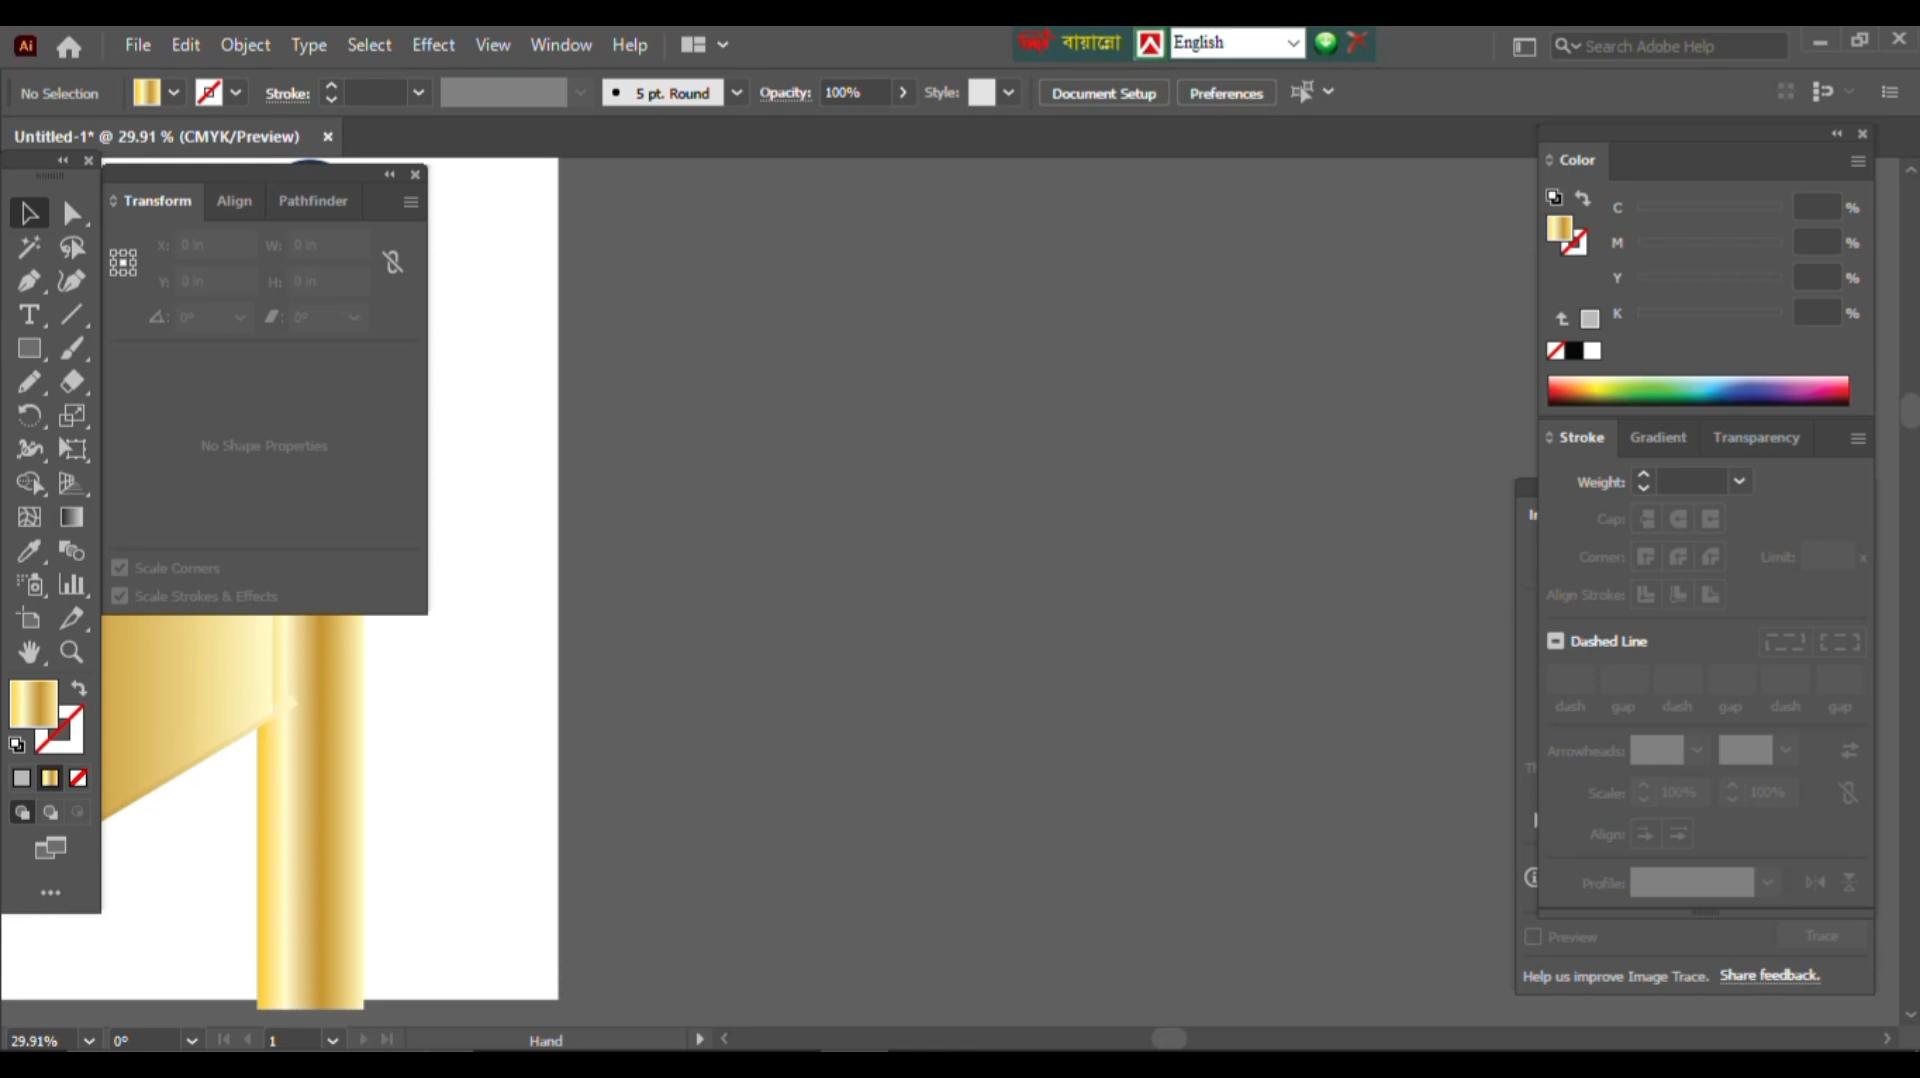 Ai File Edit Object Type Select Effect View Window Help বায়ান্নো English Search Adobe Help
No Selection Stroke: 5 pt. Round Opacity: 100% Style: Document Setup Preferences
Untitled-1* @ 29.91 % (CMYK/Preview)
Transform Align Pathfinder
X: 0 in W: 0 in
Y: 0 in H: 0 in
0° 0°
No Shape Properties
Scale Corners
Scale Strokes & Effects
Color
C %
M %
Y %
K %
Stroke Gradient Transparency
Weight:
Cap:
Corner: Limit: x
Align Stroke:
Dashed Line
dash gap dash gap dash gap
Arrowheads:
Scale: 100% 100%
Align:
Profile:
Preview Trace
Help us improve Image Trace. Share feedback.
29.91% 0° 1 Hand